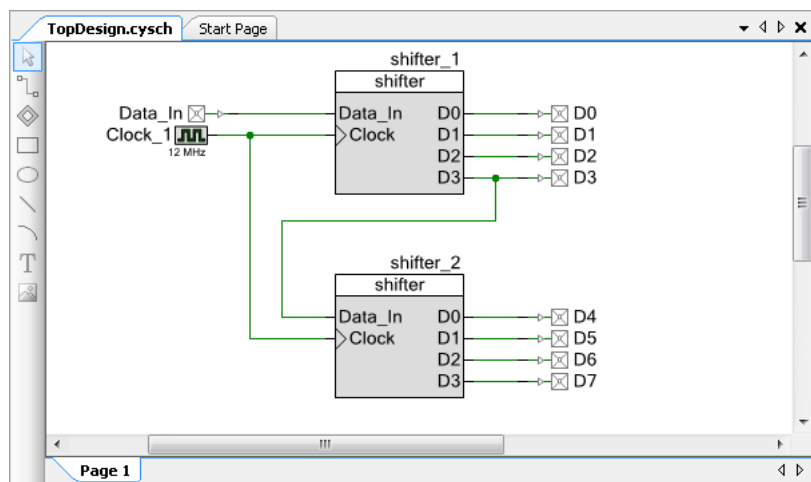 TopDesign.cysch Start Page
shifter_1
shifter
Data_In Data_In D0 D0
Clock_1 Clock D1 D1
12 MHz
D2 D2
D3 D3
T
shifter_2
shifter
Data_In D0 D4
Clock D1 D5
D2 D6
D3 D7
Page 1